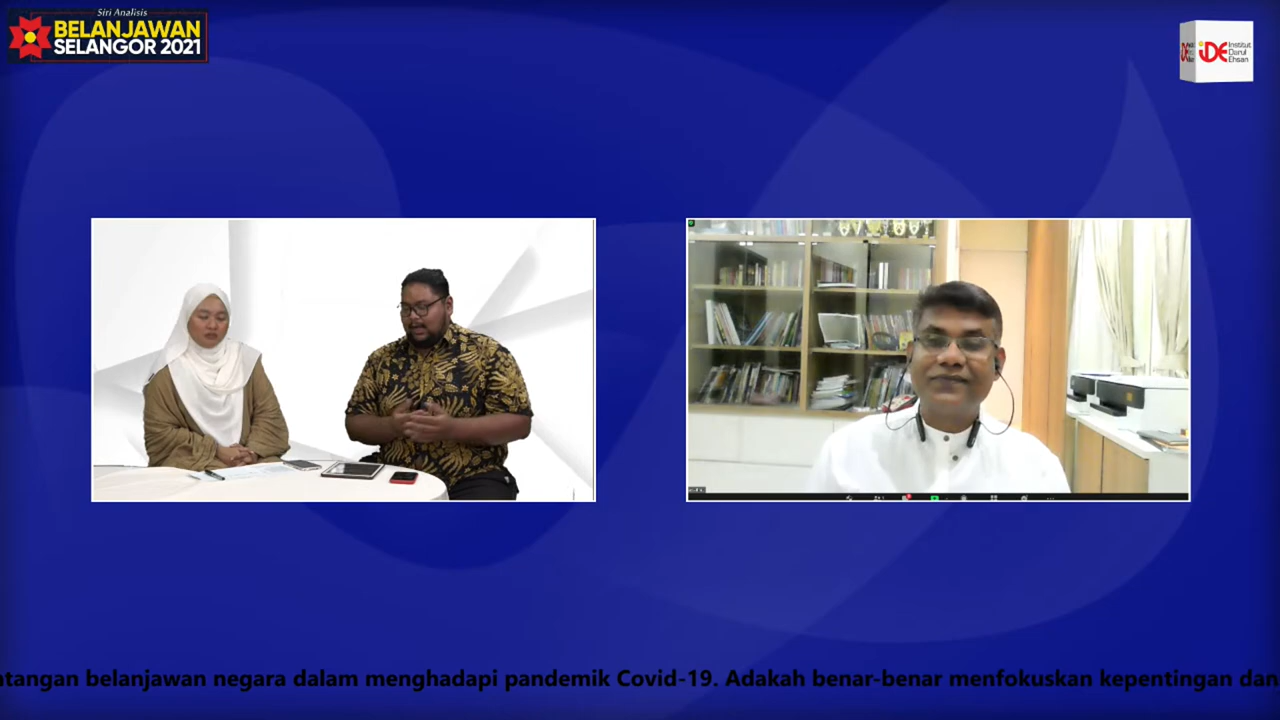 Siri Analisis
BELANJAWAN
SELANGOR 2021
iDE Institut
Darul
Ehsan
ntangan belanjawan negara dalam menghadapi pandemik Covid-19. Adakah benar-benar menfokuskan kepentingan dan